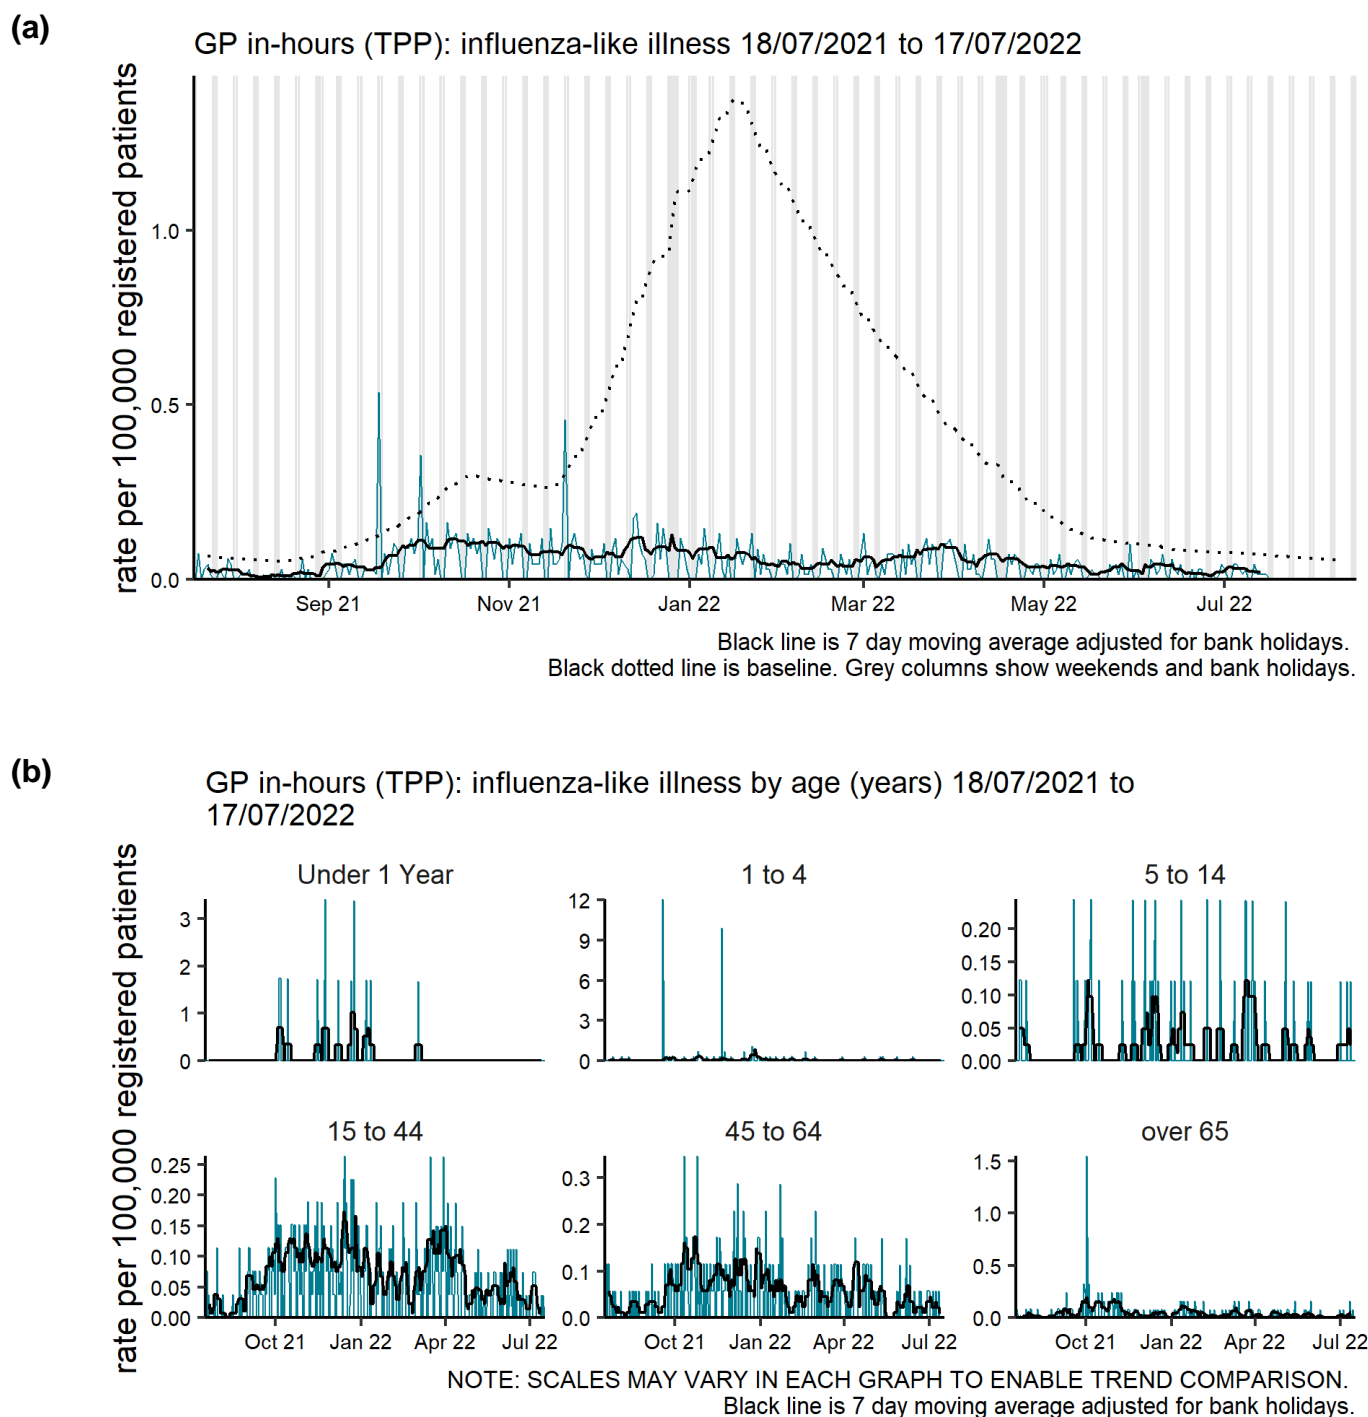 (a)
GP in-hours (TPP): influenza-like illness 18/07/2021 to 17/07/2022
rate per 100,000 registered patients
1.0
0.5
0.0
Sep 21 Nov 21 Jan 22 Mar 22 May 22 Jul 22
Black line is 7 day moving average adjusted for bank holidays.
Black dotted line is baseline. Grey columns show weekends and bank holidays.
(b)
GP in-hours (TPP): influenza-like illness by age (years) 18/07/2021 to
17/07/2022
rate per 100,000 registered patients
Under 1 Year
3
2
1
0
1 to 4
12
9
6
3
0
5 to 14
0.20
0.15
0.10
0.05
0.00
15 to 44
0.25
0.20
0.15
0.10
0.05
0.00
Oct 21 Jan 22 Apr 22 Jul 22
45 to 64
0.3
0.2
0.1
0.0
Oct 21 Jan 22 Apr 22 Jul 22
over 65
1.5
1.0
0.5
0.0
Oct 21 Jan 22 Apr 22 Jul 22
NOTE: SCALES MAY VARY IN EACH GRAPH TO ENABLE TREND COMPARISON.
Black line is 7 day moving average adjusted for bank holidays.